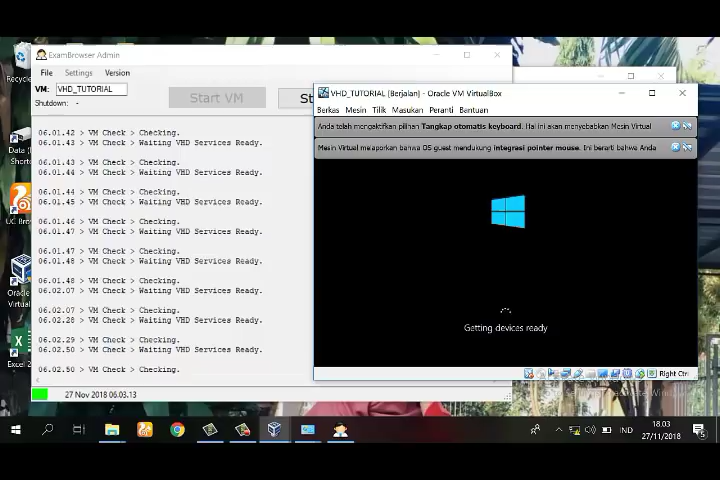 Recycle
ExamBrowser Admin
File Settings Version
VM: VHD_TUTORIAL
Shutdown: -
Start VM
St
06.01.42 > VM Check > Checking.
06.01.43 > VM Check > Waiting VHD Services Ready.
06.01.43 > VM Check > Checking.
06.01.44 > VM Check > Waiting VHD Services Ready.
06.01.44 > VM Check > Checking.
06.01.45 > VM Check > Waiting VHD Services Ready.
06.01.46 > VM Check > Checking.
06.01.47 > VM Check > Waiting VHD Services Ready.
06.01.47 > VM Check > Checking.
06.01.48 > VM Check > Waiting VHD Services Ready.
06.01.48 > VM Check > Checking.
06.02.07 > VM Check > Waiting VHD Services Ready.
06.02.07 > VM Check > Checking.
06.02.28 > VM Check > Waiting VHD Services Ready.
06.02.29 > VM Check > Checking.
06.02.50 > VM Check > Waiting VHD Services Ready.
06.02.50 > VM Check > Checking.
27 Nov 2018 06.03.13
VHD_TUTORIAL (Berjalan) - Oracle VM VirtualBox
Berkas Mesin Tilik Masukan Peranti Bantuan
Anda telah mengaktifkan pilihan Tangkap otomatis keyboard. Hal ini akan menyebabkan Mesin Virtual
Mesin Virtual melaporkan bahwa OS guest mendukung integrasi pointer mouse. Ini berarti bahwa Anda
Getting devices ready
Right Ctrl
Data (
UC Brow
Oracle
Excel 2
IND
18.03
27/11/2018
5